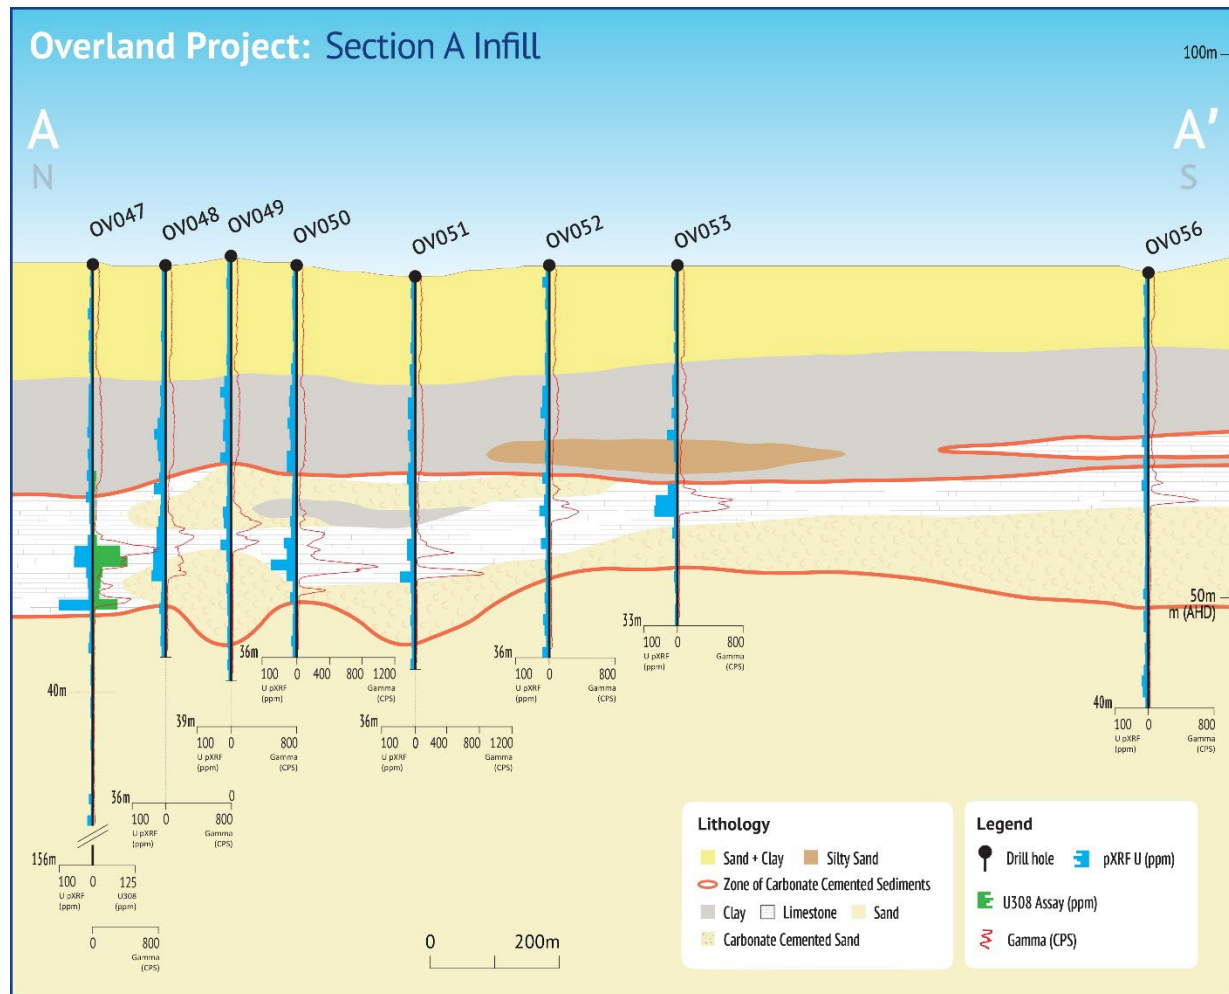 Overland Project: Section A Infill
100m
A
N
A'
S
OV047
OV048
OV049
OV050
OV051
OV052
OV053
OV056
50m
m (AHD)
33m
100 0 800
U pXRF
(ppm)
Gamma
(CPS)
36m
100 0 400 800 1200
U pXRF
(ppm)
Gamma
(CPS)
36m
100 0 800
U pXRF
(ppm)
Gamma
(CPS)
40m
40m
100 0 800
U pXRF
(ppm)
Gamma
(CPS)
39m
100 0 800
U pXRF
(ppm)
Gamma
(CPS)
36m
100 0 400 800 1200
U pXRF
(ppm)
Gamma
(CPS)
36m
0
100 0 800
U pXRF
(ppm)
Gamma
(CPS)
156m
100 0 125
U pXRF
(ppm)
U308
(ppm)
0 800
Gamma
(CPS)
0 200m
Lithology
Sand + Clay Silty Sand
Zone of Carbonate Cemented Sediments
Clay Limestone Sand
Carbonate Cemented Sand
Legend
Drill hole pXRF U (ppm)
U308 Assay (ppm)
Gamma (CPS)